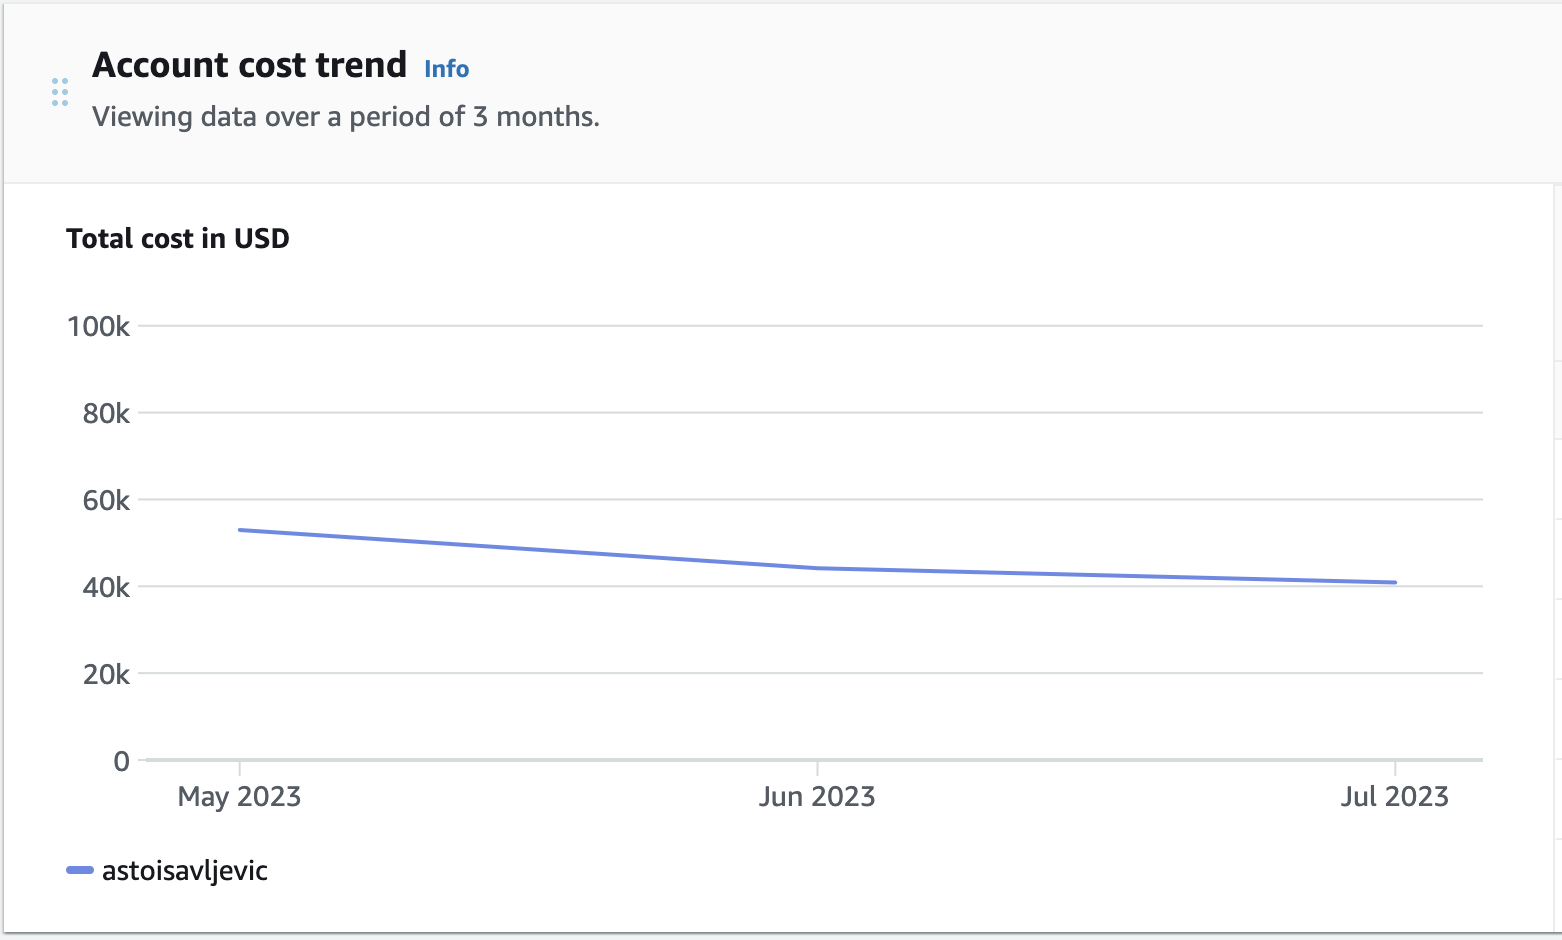 Account cost trend Info
Viewing data over a period of 3 months.
Total cost in USD
100k
80k
60k
40k
20k
0
May 2023 Jun 2023 Jul 2023
astoisavljevic